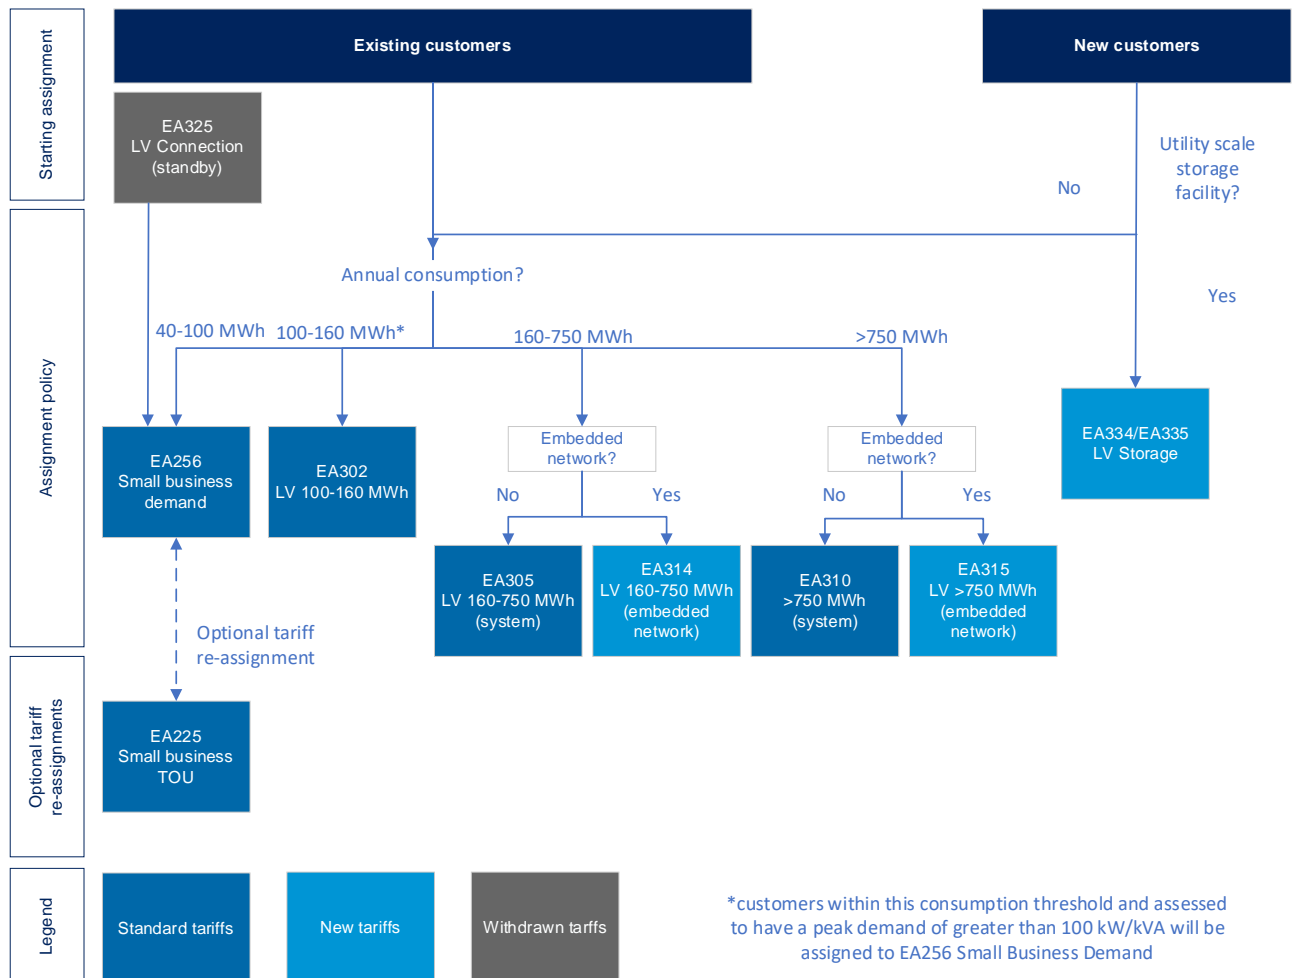 Starting assignment
Existing customers
New customers
EA325
LV Connection
(standby)
Utility scale
storage
facility?
No
Yes
Assignment policy
Annual consumption?
40-100 MWh
100-160 MWh*
160-750 MWh
>750 MWh
EA256
Small business
demand
EA302
LV 100-160 MWh
Embedded
network?
No
Yes
Embedded
network?
No
Yes
EA334/EA335
LV Storage
EA305
LV 160-750 MWh
(system)
EA314
LV 160-750 MWh
(embedded
network)
EA310
>750 MWh
(system)
EA315
LV >750 MWh
(embedded
network)
Optional tariff
re-assignment
Optional tariff
re-assignments
EA225
Small business
TOU
Legend
Standard tariffs
New tariffs
Withdrawn tarffs
*customers within this consumption threshold and assessed
to have a peak demand of greater than 100 kW/kVA will be
assigned to EA256 Small Business Demand